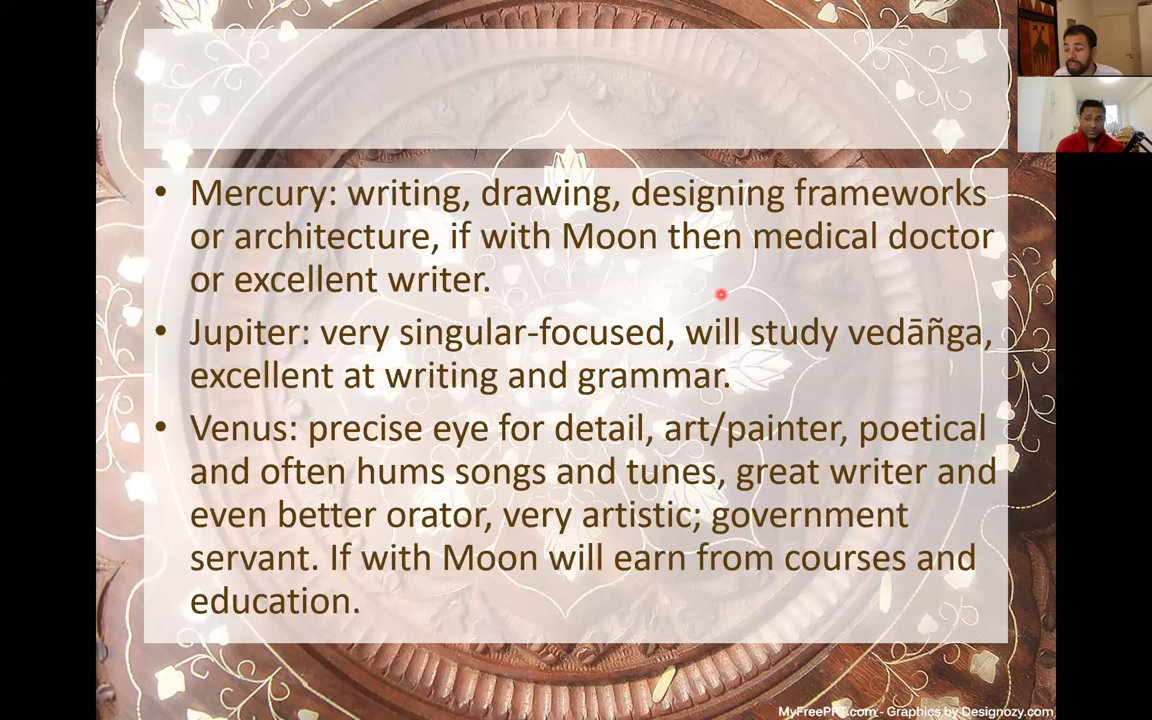 • Mercury: writing, drawing, designing frameworks
or architecture, if with Moon then medical doctor
or excellent writer.
• Jupiter: very singular-focused, will study vedāñga,
excellent at writing and grammar.
• Venus: precise eye for detail, art/painter, poetical
and often hums songs and tunes, great writer and
even better orator, very artistic; government
servant. If with Moon will earn from courses and
education.
MyFreePPT.com - Graphics by Designozy.com